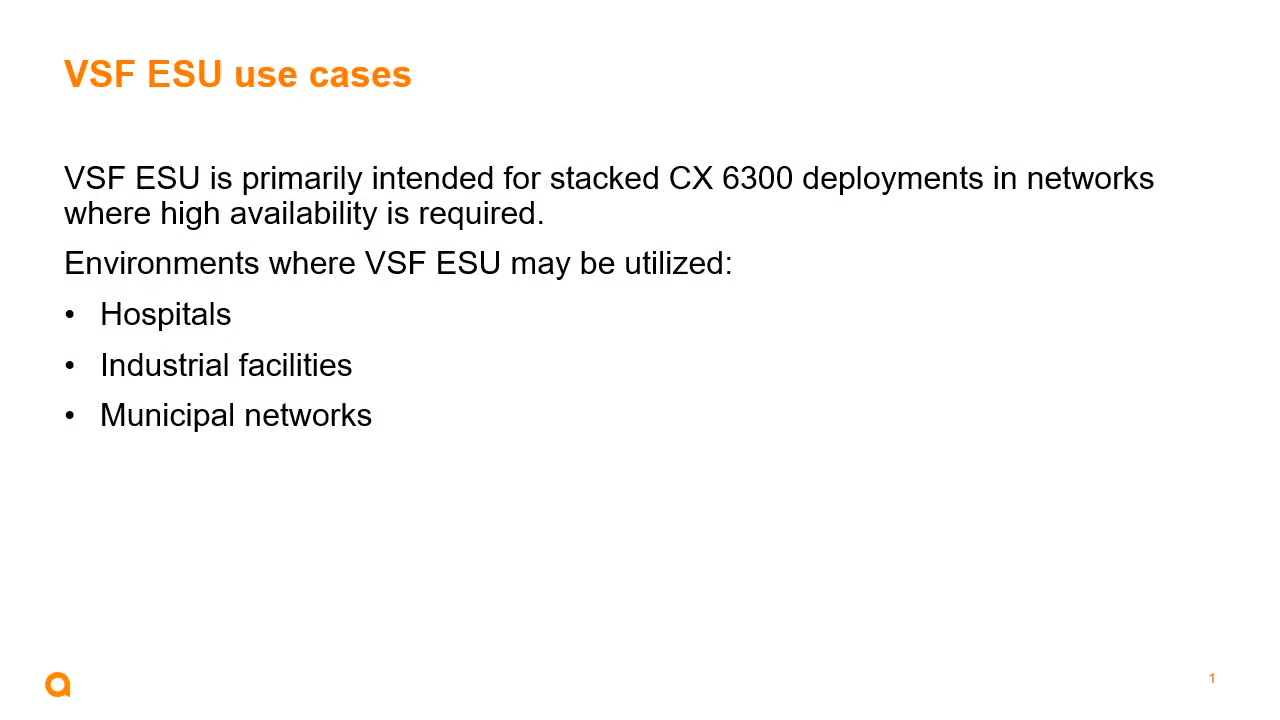 VSF ESU use cases
VSF ESU is primarily intended for stacked CX 6300 deployments in networks
where high availability is required.
Environments where VSF ESU may be utilized:
• Hospitals
• Industrial facilities
• Municipal networks
1